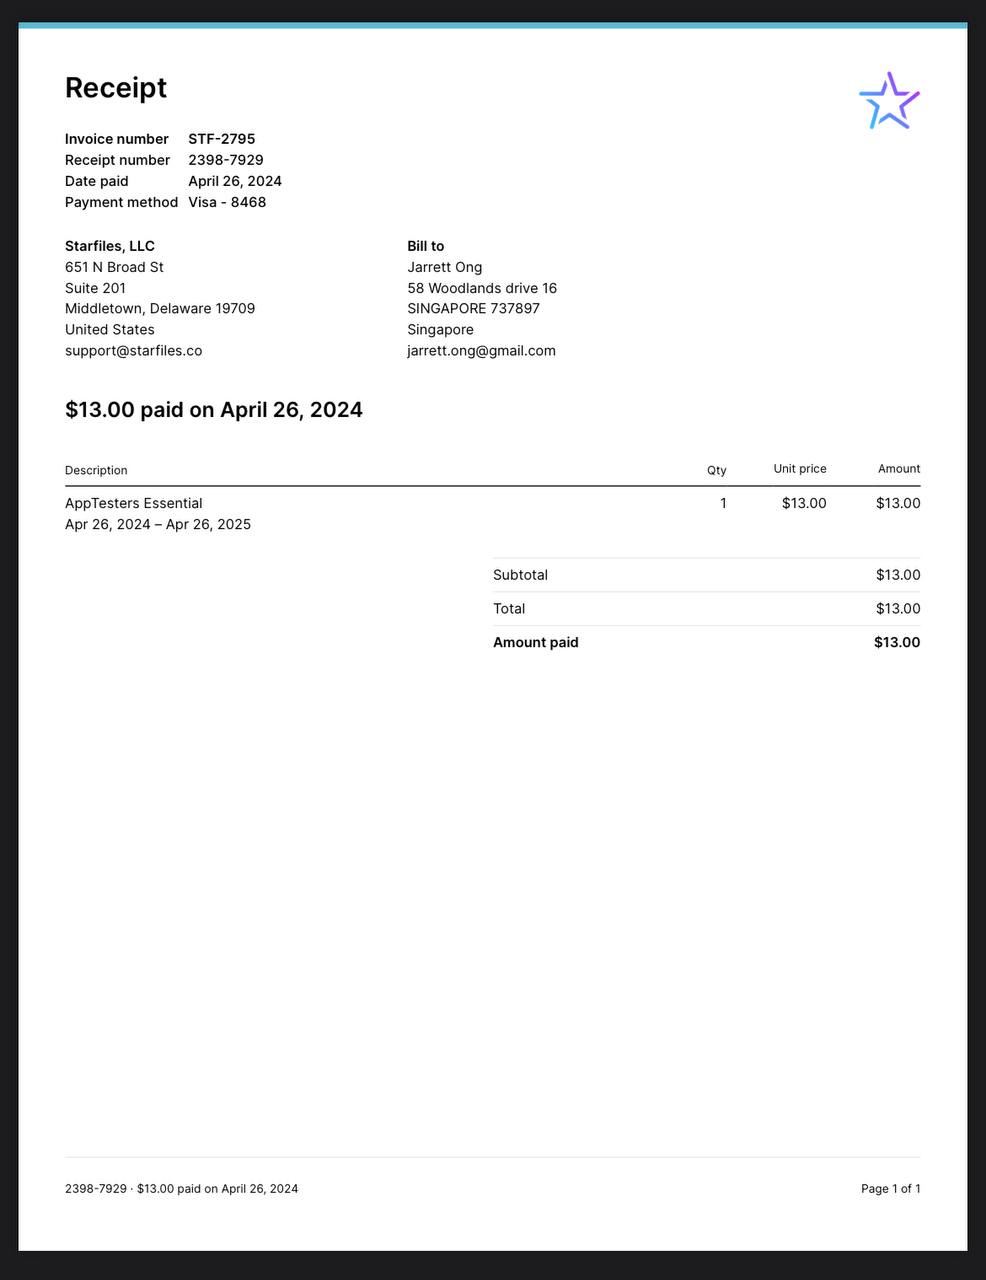 Receipt
Invoice number STF-2795
Receipt number 2398-7929
Date paid April 26, 2024
Payment method Visa - 8468
Starfiles, LLC
651 N Broad St
Suite 201
Middletown, Delaware 19709
United States
support@starfiles.co
Bill to
Jarrett Ong
58 Woodlands drive 16
SINGAPORE 737897
Singapore
jarrett.ong@gmail.com
$13.00 paid on April 26, 2024
Description Qty Unit price Amount
AppTesters Essential 1 $13.00 $13.00
Apr 26, 2024 – Apr 26, 2025
Subtotal $13.00
Total $13.00
Amount paid $13.00
2398-7929 · $13.00 paid on April 26, 2024 Page 1 of 1